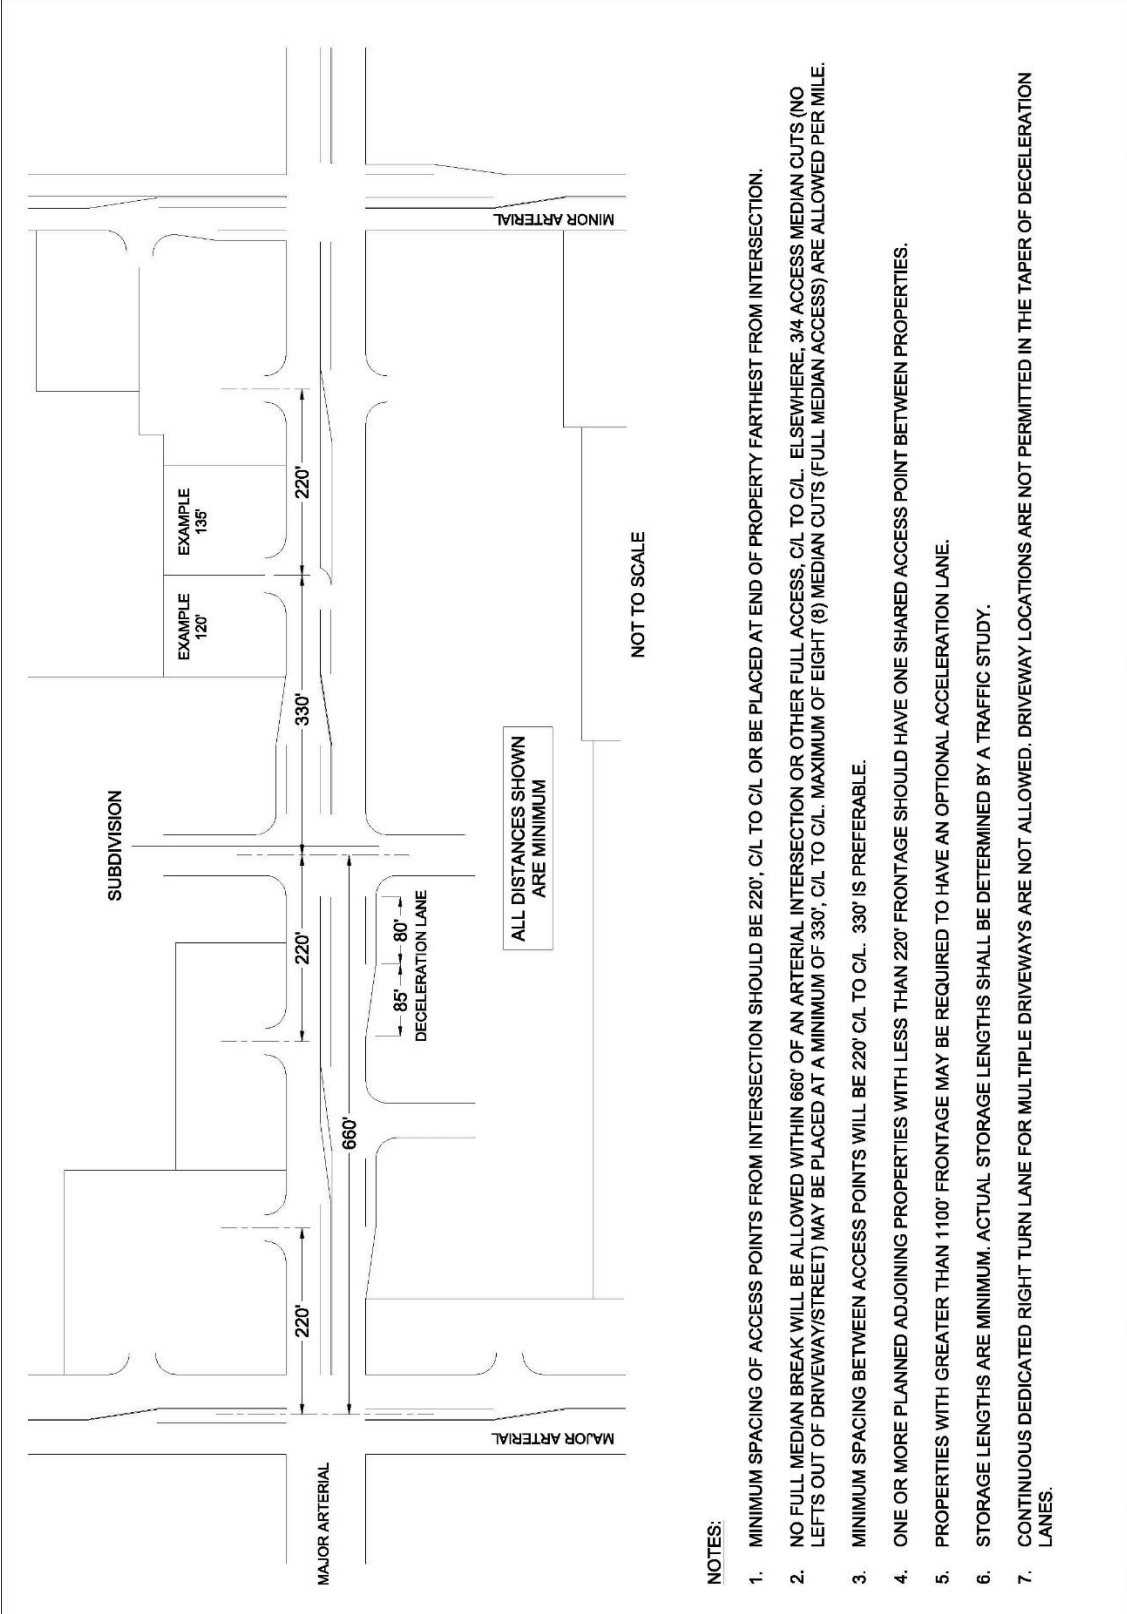 SUBDIVISION
EXAMPLE
120'
EXAMPLE
135'
220'
660'
220'
330'
220'
85'
80'
DECELERATION LANE
MAJOR ARTERIAL
MAJOR ARTERIAL
MINOR ARTERIAL
ALL DISTANCES SHOWN
ARE MINIMUM
NOT TO SCALE
NOTES:
1. MINIMUM SPACING OF ACCESS POINTS FROM INTERSECTION SHOULD BE 220', C/L TO C/L OR BE PLACED AT END OF PROPERTY FARTHEST FROM INTERSECTION.
2. NO FULL MEDIAN BREAK WILL BE ALLOWED WITHIN 660' OF AN ARTERIAL INTERSECTION OR OTHER FULL ACCESS, C/L TO C/L. ELSEWHERE, 3/4 ACCESS MEDIAN CUTS (NO
LEFTS OUT OF DRIVEWAY/STREET) MAY BE PLACED AT A MINIMUM OF 330', C/L TO C/L. MAXIMUM OF EIGHT (8) MEDIAN CUTS (FULL MEDIAN ACCESS) ARE ALLOWED PER MILE.
3. MINIMUM SPACING BETWEEN ACCESS POINTS WILL BE 220' C/L TO C/L. 330' IS PREFERABLE.
4. ONE OR MORE PLANNED ADJOINING PROPERTIES WITH LESS THAN 220' FRONTAGE SHOULD HAVE ONE SHARED ACCESS POINT BETWEEN PROPERTIES.
5. PROPERTIES WITH GREATER THAN 1100' FRONTAGE MAY BE REQUIRED TO HAVE AN OPTIONAL ACCELERATION LANE.
6. STORAGE LENGTHS ARE MINIMUM. ACTUAL STORAGE LENGTHS SHALL BE DETERMINED BY A TRAFFIC STUDY.
7. CONTINUOUS DEDICATED RIGHT TURN LANE FOR MULTIPLE DRIVEWAYS ARE NOT ALLOWED. DRIVEWAY LOCATIONS ARE NOT PERMITTED IN THE TAPER OF DECELERATION
LANES.